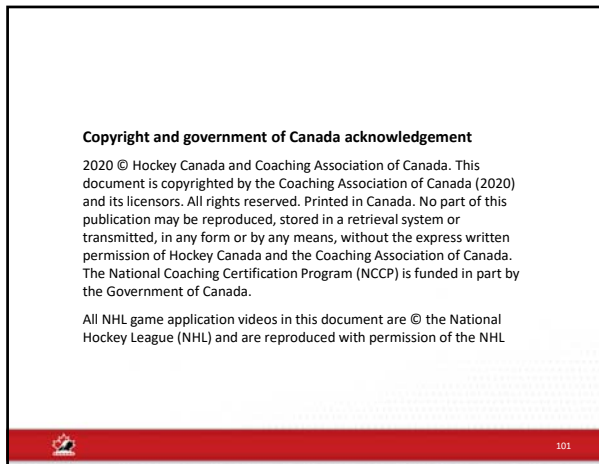 Copyright and government of Canada acknowledgement
2020 © Hockey Canada and Coaching Association of Canada. This
document is copyrighted by the Coaching Association of Canada (2020)
and its licensors. All rights reserved. Printed in Canada. No part of this
publication may be reproduced, stored in a retrieval system or
transmitted, in any form or by any means, without the express written
permission of Hockey Canada and the Coaching Association of Canada.
The National Coaching Certification Program (NCCP) is funded in part by
the Government of Canada.
All NHL game application videos in this document are © the National
Hockey League (NHL) and are reproduced with permission of the NHL
101